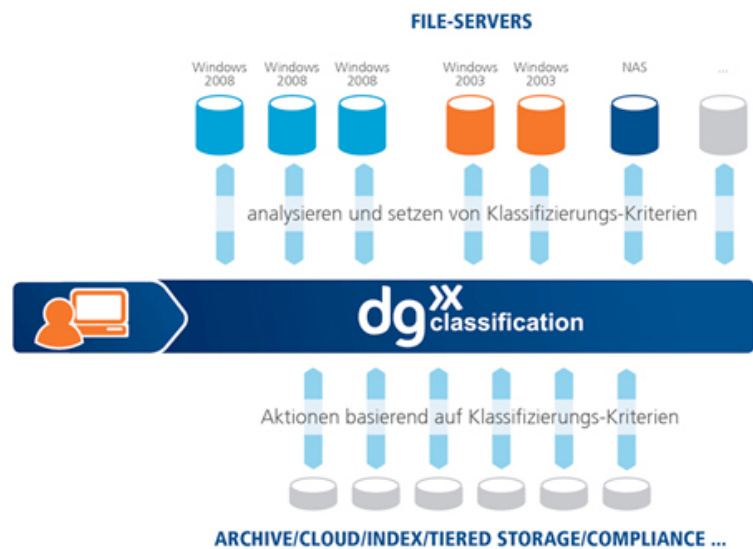 FILE-SERVERS
Windows 2008
Windows 2008
Windows 2008
Windows 2003
Windows 2003
NAS
...
analysieren und setzen von Klassifizierungs-Kriterien
dg classification
Aktionen basierend auf Klassifizierungs-Kriterien
ARCHIVE/CLOUD/INDEX/TIERED STORAGE/COMPLIANCE ...